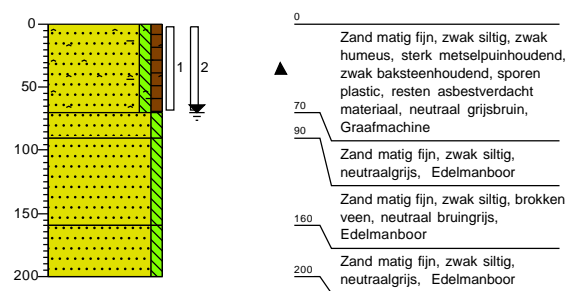 0
50
100
150
200
1
2
0
Zand matig fijn, zwak siltig, zwak
humeus, sterk metselpuinhoudend,
zwak baksteenhoudend, sporen
plastic, resten asbestverdacht
materiaal, neutraal grijsbruin,
Graafmachine
70
Zand matig fijn, zwak siltig,
neutraalgrijs, Edelmanboor
90
Zand matig fijn, zwak siltig, brokken
veen, neutraal bruingrijs,
Edelmanboor
160
Zand matig fijn, zwak siltig,
neutraalgrijs, Edelmanboor
200